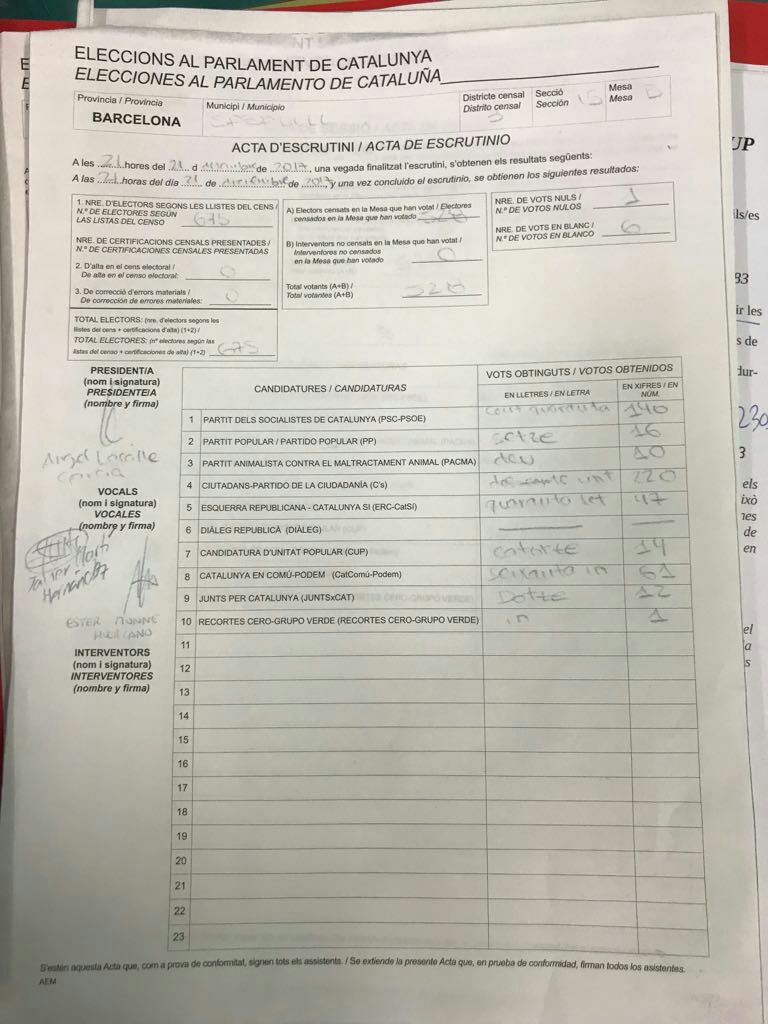 ELECCIONS AL PARLAMENT DE CATALUNYA
ELECCIONES AL PARLAMENTO DE CATALUÑA
Província / Provincia
BARCELONA
Municipi / Municipio
Districte censal
Distrito censal
Secció
Sección 15
Mesa
Mesa B
ACTA D'ESCRUTINI / ACTA DE ESCRUTINIO
A les 21 hores del 21 d de 2017, una vegada finalitzat l'escrutini, s'obtenen els resultats següents:
A las 21 horas del día 21 de diciembre de 2017, y una vez concluido el escrutinio, se obtienen los siguientes resultados:
1. NRE. D'ELECTORS SEGONS LES LLISTES DEL CENS /
N.º DE ELECTORES SEGÚN
LAS LISTAS DEL CENSO 675
NRE. DE CERTIFICACIONS CENSALS PRESENTADES /
N.º DE CERTIFICACIONES CENSALES PRESENTADAS
2. D'alta en el cens electoral /
De alta en el censo electoral: 0
3. De correcció d'errors materials /
De corrección de errores materiales: 0
TOTAL ELECTORS: (nre. d'electors segons les
llistes del cens + certificacions d'alta) (1+2) /
TOTAL ELECTORES: (nº electores según las
listas del censo + certificaciones de alta) (1+2) 675
A) Electors censats en la Mesa que han votat / Electores
censados en la Mesa que han votado 528
B) Interventors no censats en la Mesa que han votat /
Interventores no censados
en la Mesa que han votado 0
Total votants (A+B) /
Total votantes (A+B) 528
NRE. DE VOTS NULS /
N.º DE VOTOS NULOS 1
NRE. DE VOTS EN BLANC /
N.º DE VOTOS EN BLANCO 6
PRESIDENT/A
(nom i signatura)
PRESIDENTE/A
(nombre y firma)
Angel
VOCALS
(nom i signatura)
VOCALES
(nombre y firma)
Javier Marti
Hernandez
ESTER MUNNE
INTERVENTORS
(nom i signatura)
INTERVENTORES
(nombre y firma)
CANDIDATURES / CANDIDATURAS
VOTS OBTINGUTS / VOTOS OBTENIDOS
EN LLETRES / EN LETRA
EN XIFRES / EN NÚM.
1 PARTIT DELS SOCIALISTES DE CATALUNYA (PSC-PSOE) cent quaranta 140
2 PARTIT POPULAR / PARTIDO POPULAR (PP) setze 16
3 PARTIT ANIMALISTA CONTRA EL MALTRACTAMENT ANIMAL (PACMA) deu 10
4 CIUTADANS-PARTIDO DE LA CIUDADANÍA (C's) 220
5 ESQUERRA REPUBLICANA - CATALUNYA SI (ERC-CatSí) quaranta set 47
6 DIÀLEG REPUBLICÀ (DIÀLEG)
7 CANDIDATURA D'UNITAT POPULAR (CUP) catorze 14
8 CATALUNYA EN COMÚ-PODEM (CatComú-Podem) seixanta un 61
9 JUNTS PER CATALUNYA (JUNTSxCAT) Dotze 12
10 RECORTES CERO-GRUPO VERDE (RECORTES CERO-GRUPO VERDE) un 1
11
12
13
14
15
16
17
18
19
20
21
22
23
S'estén aquesta Acta que, com a prova de conformitat, signen tots els assistents. / Se extiende la presente Acta que, en prueba de conformidad, firman todos los asistentes.
AEM